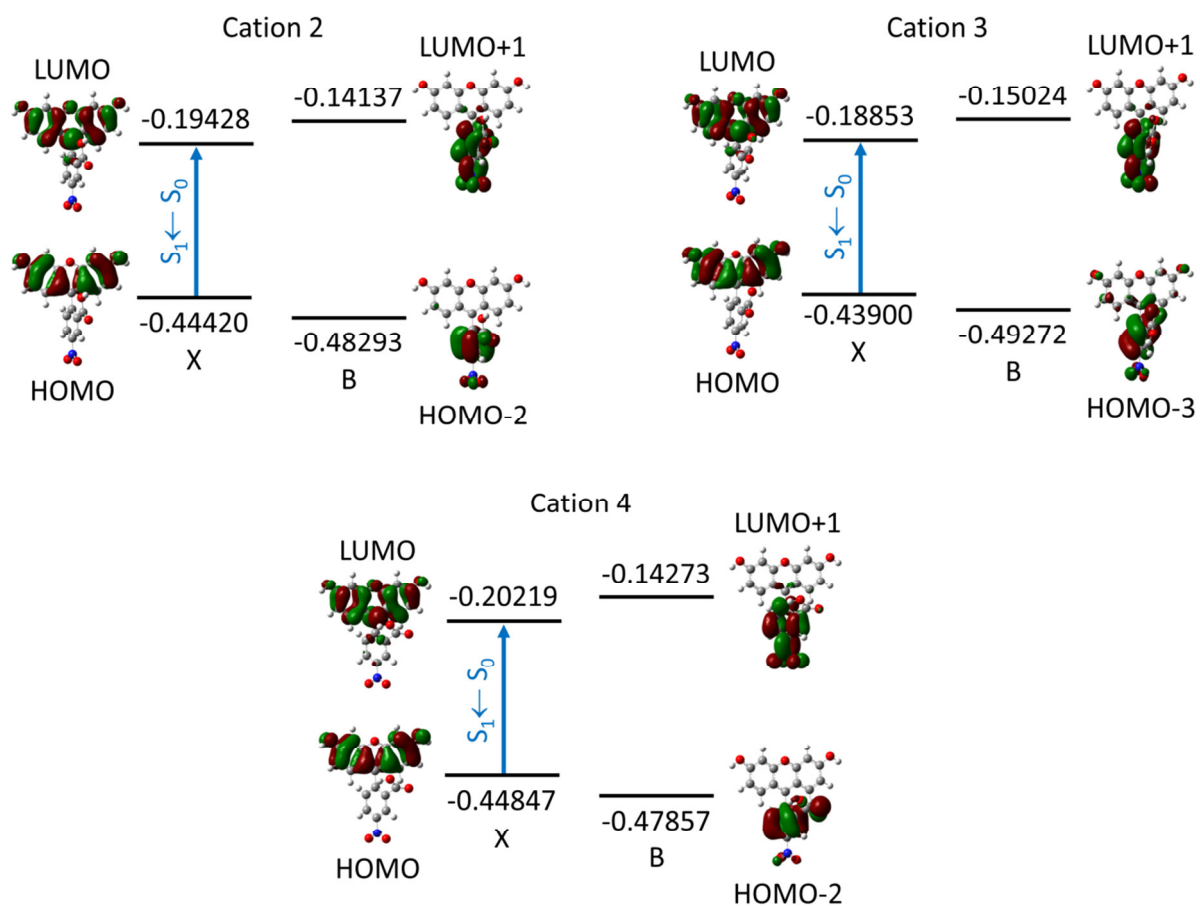 Cation 2
LUMO
LUMO+1
-0.19428
-0.14137
S₁ ← S₀
-0.44420
-0.48293
X
B
HOMO
HOMO-2
Cation 3
LUMO
LUMO+1
-0.18853
-0.15024
S₁ ← S₀
-0.43900
-0.49272
X
B
HOMO
HOMO-3
Cation 4
LUMO
LUMO+1
-0.20219
-0.14273
S₁ ← S₀
-0.44847
-0.47857
X
B
HOMO
HOMO-2